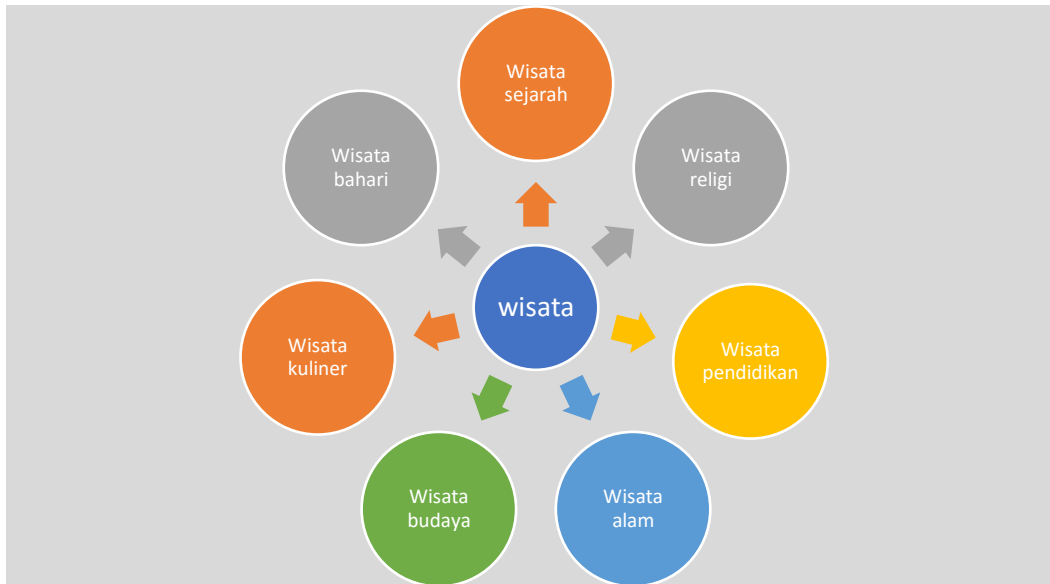 Wisata
sejarah
Wisata
bahari
Wisata
religi
wisata
Wisata
kuliner
Wisata
pendidikan
Wisata
budaya
Wisata
alam